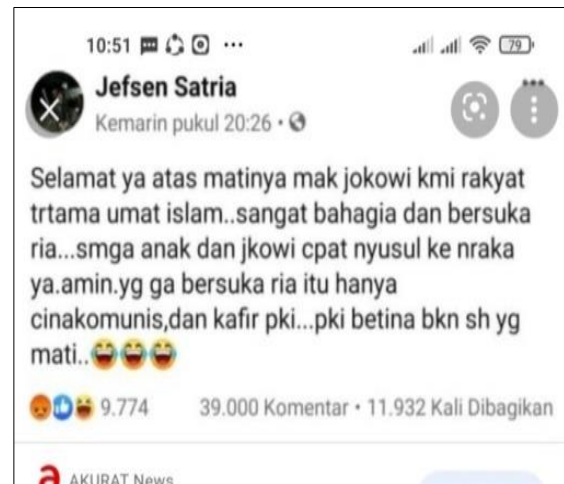 10:51
79
Jefsen Satria
Kemarin pukul 20:26 •
Selamat ya atas matinya mak jokowi kmi rakyat
trtama umat islam..sangat bahagia dan bersuka
ria...smga anak dan jkowi cpat nyusul ke nraka
ya.amin.yg ga bersuka ria itu hanya
cinakomunis,dan kafir pki...pki betina bkn sh yg
mati..😆😆😆
9.774 39.000 Komentar • 11.932 Kali Dibagikan
a AKURAT News